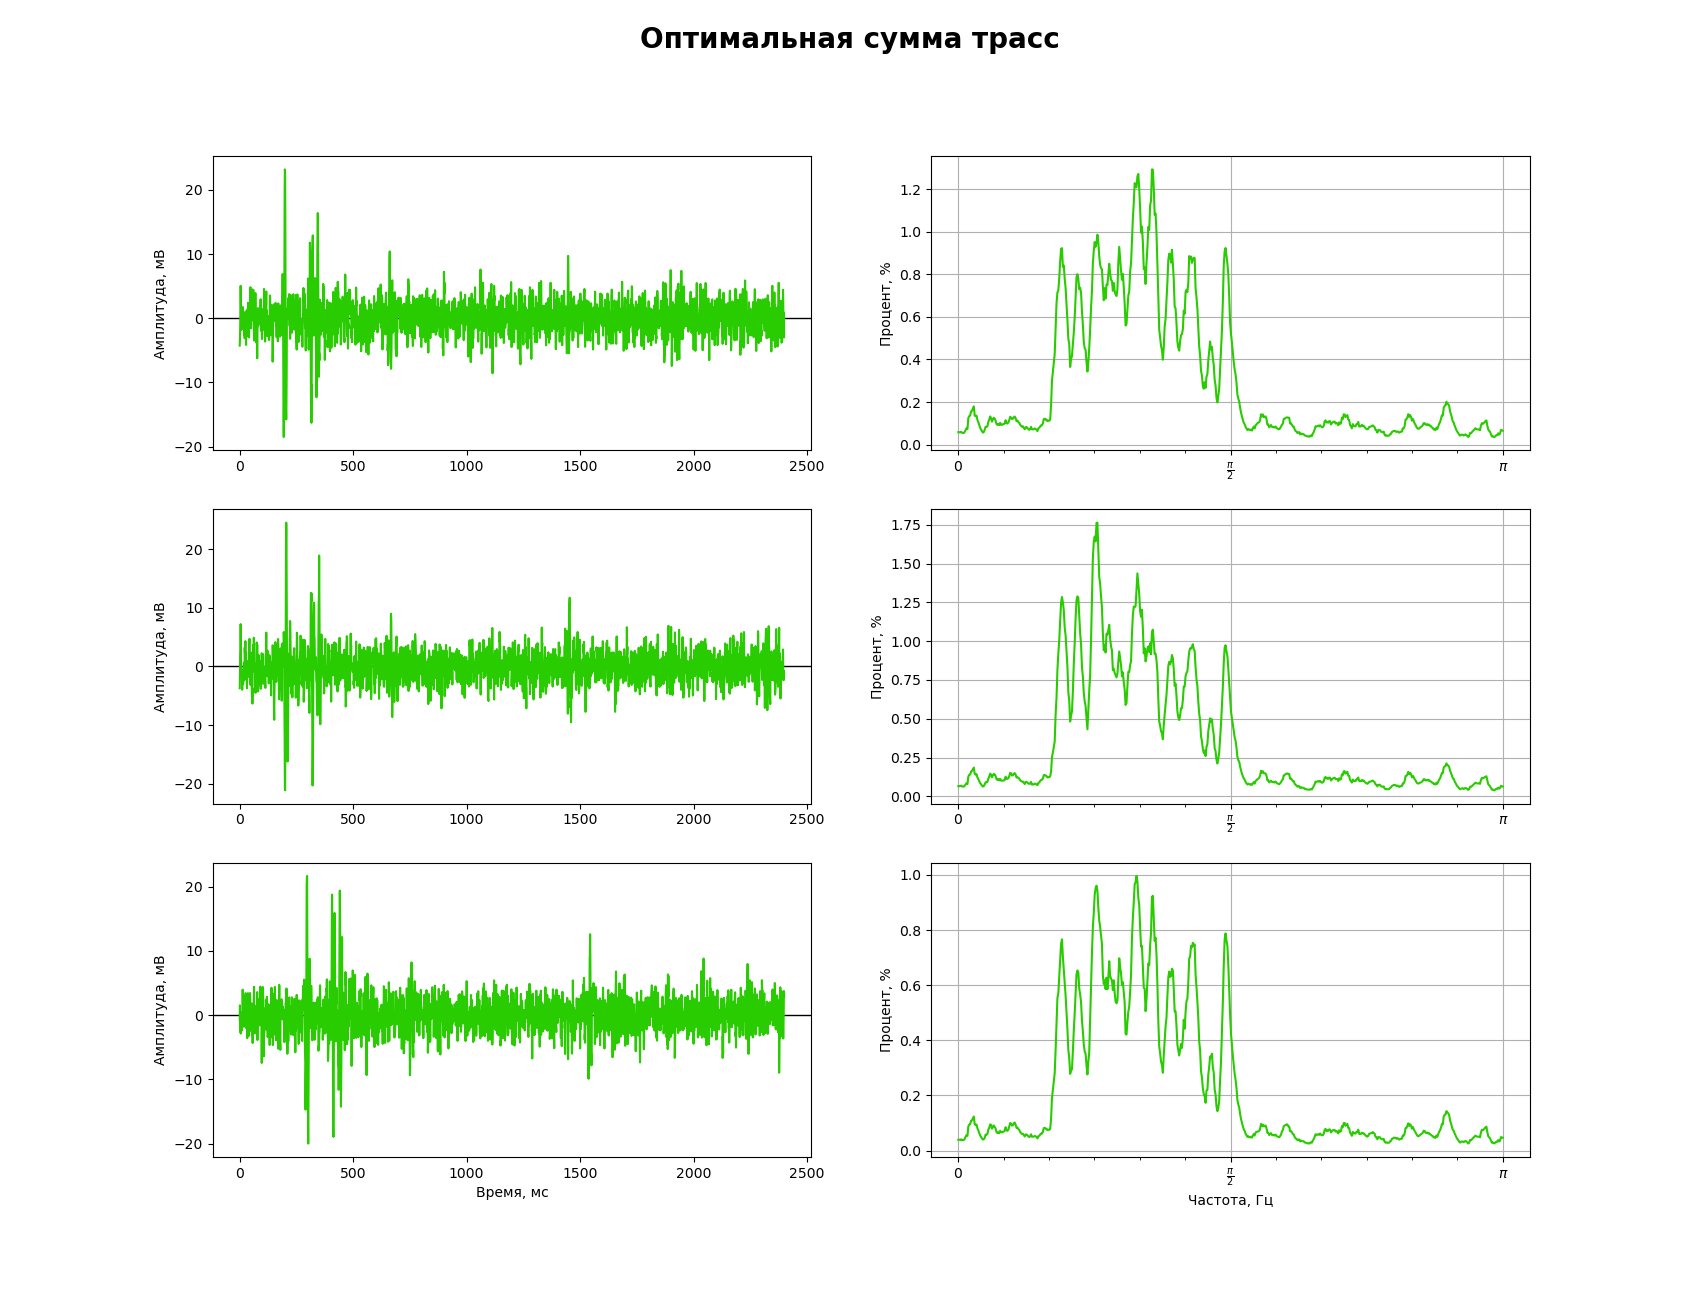 Оптимальная сумма трасс
Амплитуда, мВ
20
10
0
−10
−20
0 500 1000 1500 2000 2500
Процент, %
1.2
1.0
0.8
0.6
0.4
0.2
0.0
0 π/2 π
Амплитуда, мВ
20
10
0
−10
−20
0 500 1000 1500 2000 2500
Процент, %
1.75
1.50
1.25
1.00
0.75
0.50
0.25
0.00
0 π/2 π
Амплитуда, мВ
20
10
0
−10
−20
0 500 1000 1500 2000 2500
Время, мс
Процент, %
1.0
0.8
0.6
0.4
0.2
0.0
0 π/2 π
Частота, Гц